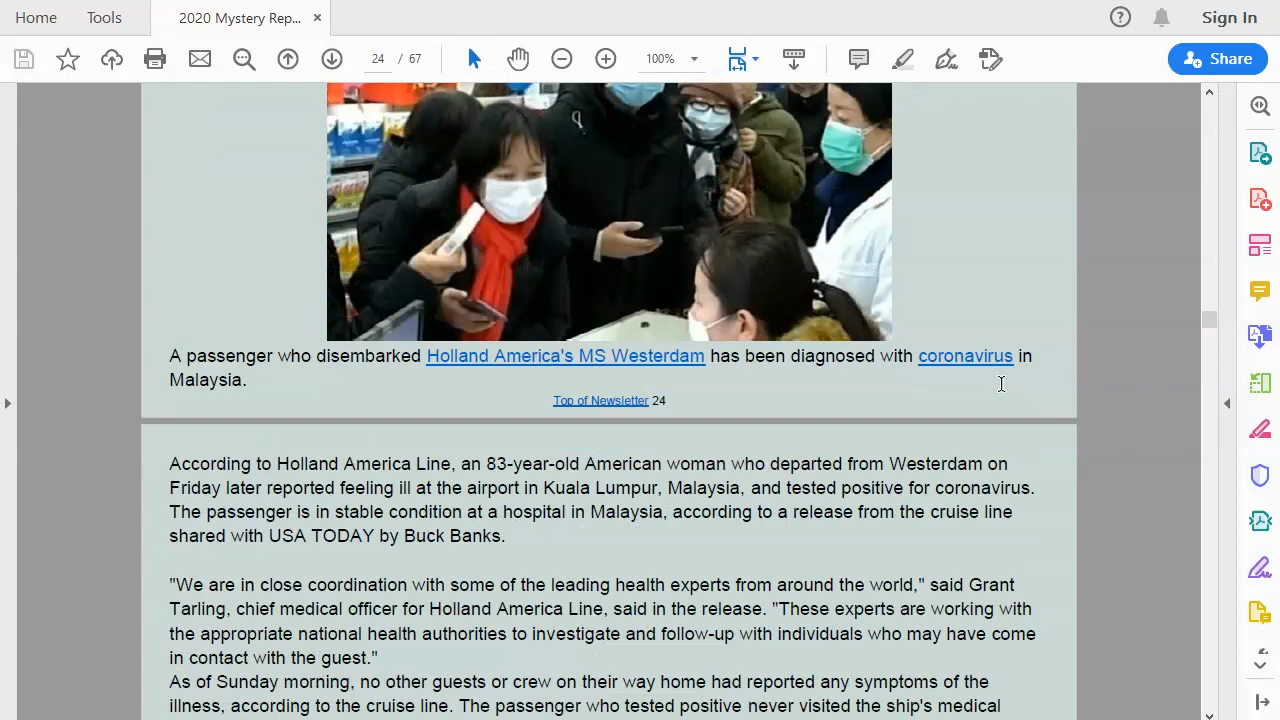 Home Tools 2020 Mystery Rep... × Sign In
24 / 67 100% Share
A passenger who disembarked Holland America's MS Westerdam has been diagnosed with coronavirus in
Malaysia.
Top of Newsletter 24
According to Holland America Line, an 83-year-old American woman who departed from Westerdam on
Friday later reported feeling ill at the airport in Kuala Lumpur, Malaysia, and tested positive for coronavirus.
The passenger is in stable condition at a hospital in Malaysia, according to a release from the cruise line
shared with USA TODAY by Buck Banks.
"We are in close coordination with some of the leading health experts from around the world," said Grant
Tarling, chief medical officer for Holland America Line, said in the release. "These experts are working with
the appropriate national health authorities to investigate and follow-up with individuals who may have come
in contact with the guest."
As of Sunday morning, no other guests or crew on their way home had reported any symptoms of the
illness, according to the cruise line. The passenger who tested positive never visited the ship's medical